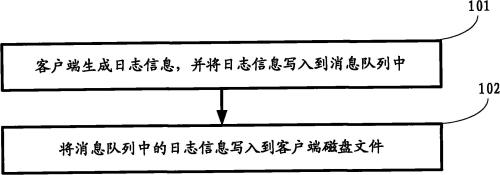 101
客户端生成日志信息，并将日志信息写入到消息队列中
102
将消息队列中的日志信息写入到客户端磁盘文件